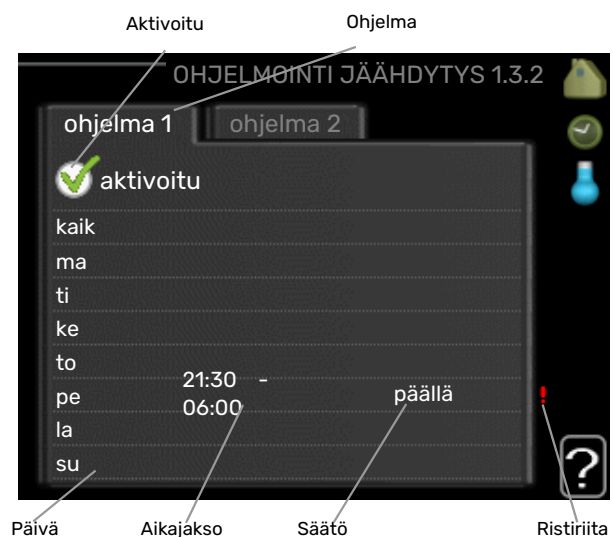 Aktivoitu Ohjelma
OHJELMOINTI JÄÄHDYTYS 1.3.2
ohjelma 1 ohjelma 2
aktivoitu
kaik
ma
ti
ke
to
21:30 -
pe 06:00 päällä !
la
su
?
Päivä Aikajakso Säätö Ristiriita